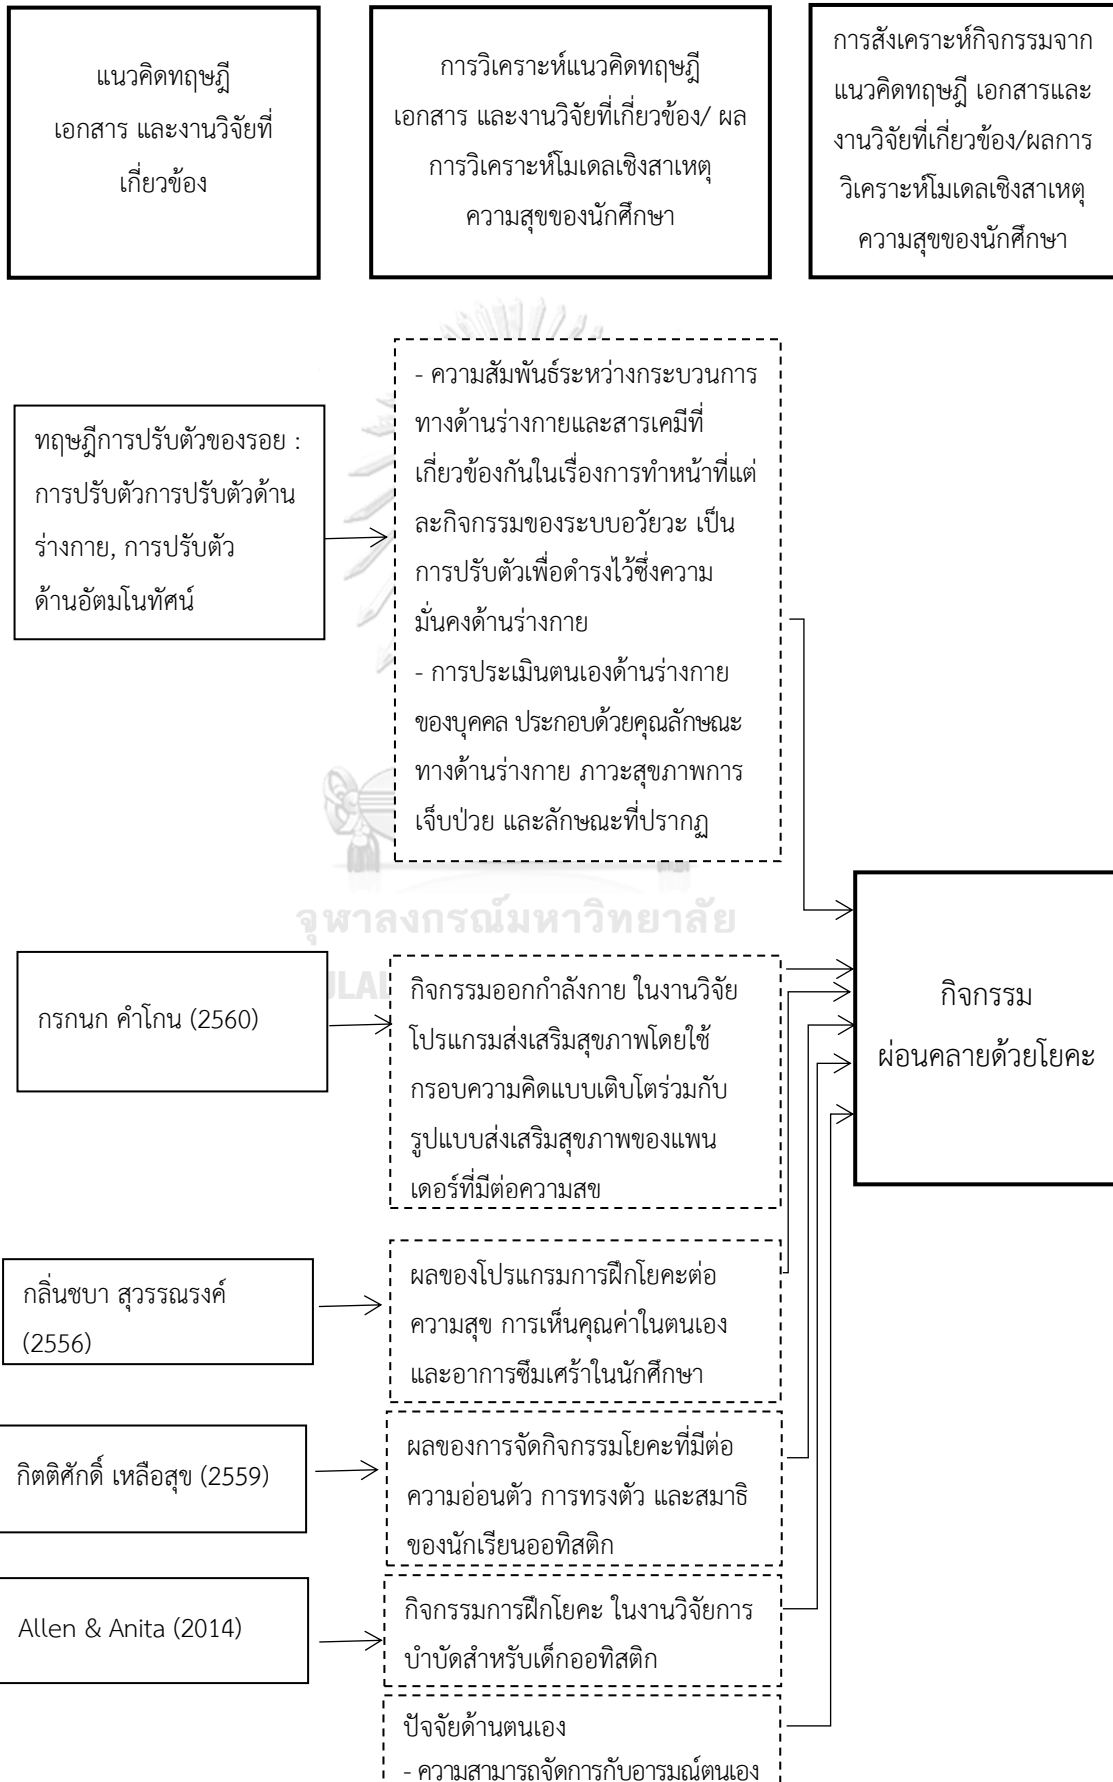 แนวคิดทฤษฎี
เอกสาร และงานวิจัยที่
เกี่ยวข้อง
การวิเคราะห์แนวคิดทฤษฎี
เอกสาร และงานวิจัยที่เกี่ยวข้อง/ ผล
การวิเคราะห์โมเดลเชิงสาเหตุ
ความสุขของนักศึกษา
การสังเคราะห์กิจกรรมจาก
แนวคิดทฤษฎี เอกสารและ
งานวิจัยที่เกี่ยวข้อง/ผลการ
วิเคราะห์โมเดลเชิงสาเหตุ
ความสุขของนักศึกษา
ทฤษฎีการปรับตัวของรอย :
การปรับตัวการปรับตัวด้าน
ร่างกาย, การปรับตัว
ด้านอัตมโนทัศน์
- ความสัมพันธ์ระหว่างกระบวนการ
ทางด้านร่างกายและสารเคมีที่
เกี่ยวข้องกันในเรื่องการทำหน้าที่แต่
ละกิจกรรมของระบบอวัยวะ เป็น
การปรับตัวเพื่อดำรงไว้ซึ่งความ
มั่นคงด้านร่างกาย
- การประเมินตนเองด้านร่างกาย
ของบุคคล ประกอบด้วยคุณลักษณะ
ทางด้านร่างกาย ภาวะสุขภาพการ
เจ็บป่วย และลักษณะที่ปรากฏ
จุฬาลงกรณ์มหาวิทยาลัย
กรกนก คำโกน (2560)
กิจกรรมออกกำลังกาย ในงานวิจัย
โปรแกรมส่งเสริมสุขภาพโดยใช้
กรอบความคิดแบบเติบโตร่วมกับ
รูปแบบส่งเสริมสุขภาพของแพน
เดอร์ที่มีต่อความสข
กิจกรรม
ผ่อนคลายด้วยโยคะ
กลิ่นชบา สุวรรณรงค์
(2556)
ผลของโปรแกรมการฝึกโยคะต่อ
ความสุข การเห็นคุณค่าในตนเอง
และอาการซึมเศร้าในนักศึกษา
กิตติศักดิ์ เหลือสุข (2559)
ผลของการจัดกิจกรรมโยคะที่มีต่อ
ความอ่อนตัว การทรงตัว และสมาธิ
ของนักเรียนออทิสติก
Allen & Anita (2014)
กิจกรรมการฝึกโยคะ ในงานวิจัยการ
บำบัดสำหรับเด็กออทิสติก
ปัจจัยด้านตนเอง
- ความสามารถจัดการกับอารมณ์ตนเอง